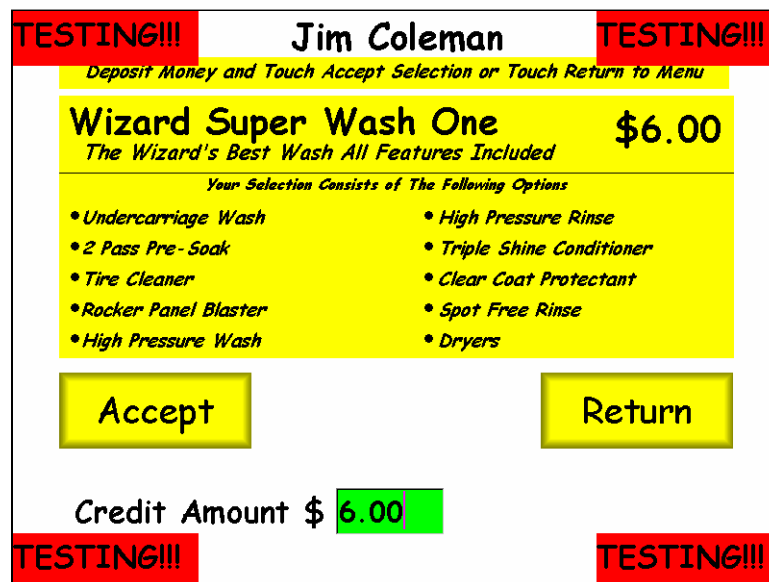 TESTING!!! Jim Coleman TESTING!!!
Deposit Money and Touch Accept Selection or Touch Return to Menu
Wizard Super Wash One $6.00
The Wizard's Best Wash All Features Included
Your Selection Consists of The Following Options
• Undercarriage Wash • High Pressure Rinse
• 2 Pass Pre-Soak • Triple Shine Conditioner
• Tire Cleaner • Clear Coat Protectant
• Rocker Panel Blaster • Spot Free Rinse
• High Pressure Wash • Dryers
Accept Return
Credit Amount $ 6.00
TESTING!!! TESTING!!!